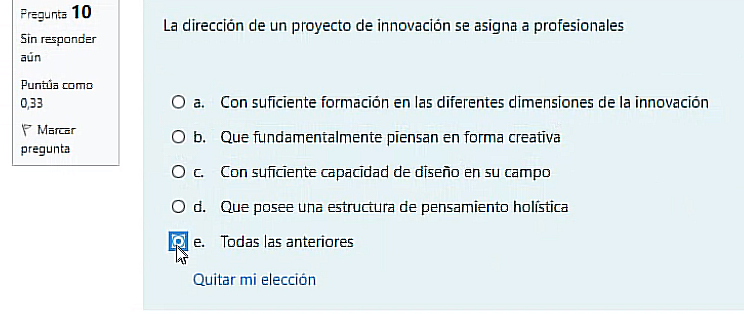 Pregunta 10
Sin responder
aún
Puntúa como
0,33
Marcar
pregunta
La dirección de un proyecto de innovación se asigna a profesionales
a. Con suficiente formación en las diferentes dimensiones de la innovación
b. Que fundamentalmente piensan en forma creativa
c. Con suficiente capacidad de diseño en su campo
d. Que posee una estructura de pensamiento holística
e. Todas las anteriores
Quitar mi elección